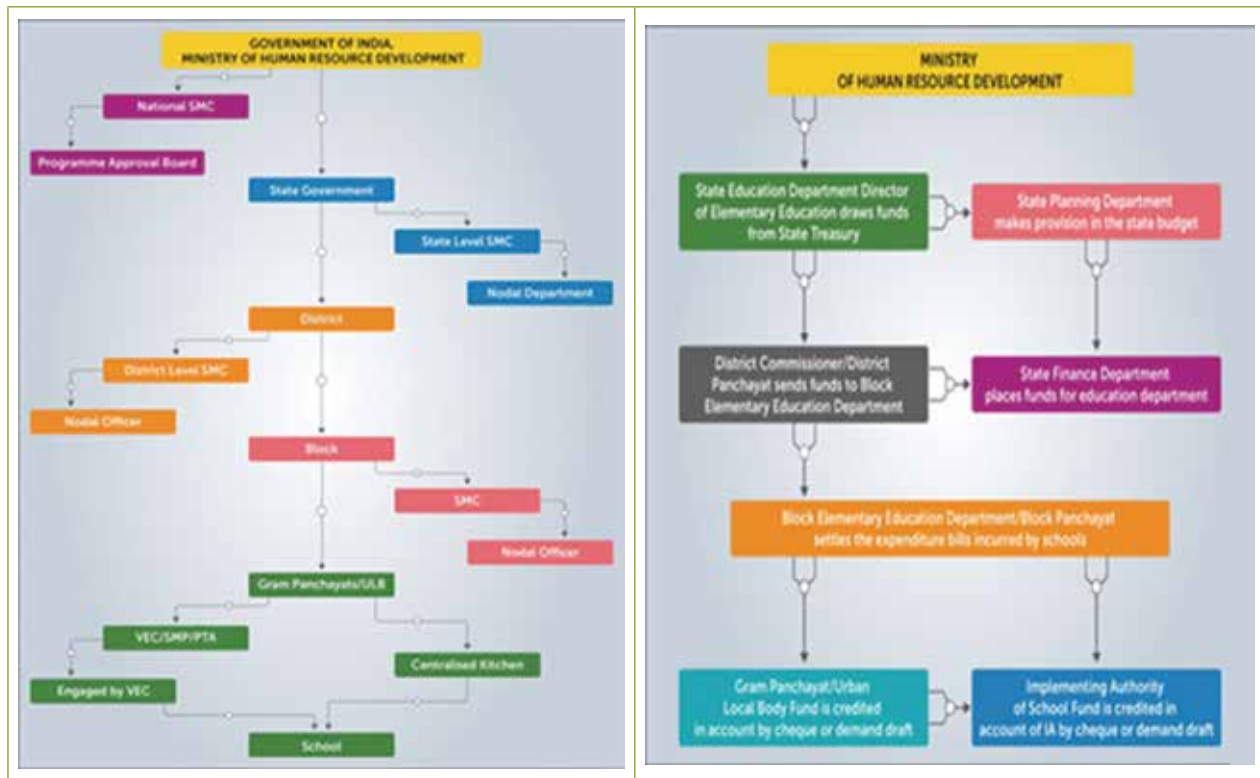 GOVERNMENT OF INDIA,
MINISTRY OF HUMAN RESOURCE DEVELOPMENT
National SMC
Programme Approval Board
State Government
State Level SMC
Nodal Department
District
District Level SMC
Nodal Officer
Block
SMC
Nodal Officer
Gram Panchayats/ULB
VEC/SMP/PTA
Centralised Kitchen
Engaged by VEC
School
MINISTRY
OF HUMAN RESOURCE DEVELOPMENT
State Education Department Director
of Elementary Education draws funds
from State Treasury
State Planning Department
makes provision in the state budget
District Commissioner/District
Panchayat sends funds to Block
Elementary Education Department
State Finance Department
places funds for education department
Block Elementary Education Department/Block Panchayat
settles the expenditure bills incurred by schools
Gram Panchayat/Urban
Local Body Fund is credited
in account by cheque or demand draft
Implementing Authority
of School Fund is credited in
account of IA by cheque or demand draft